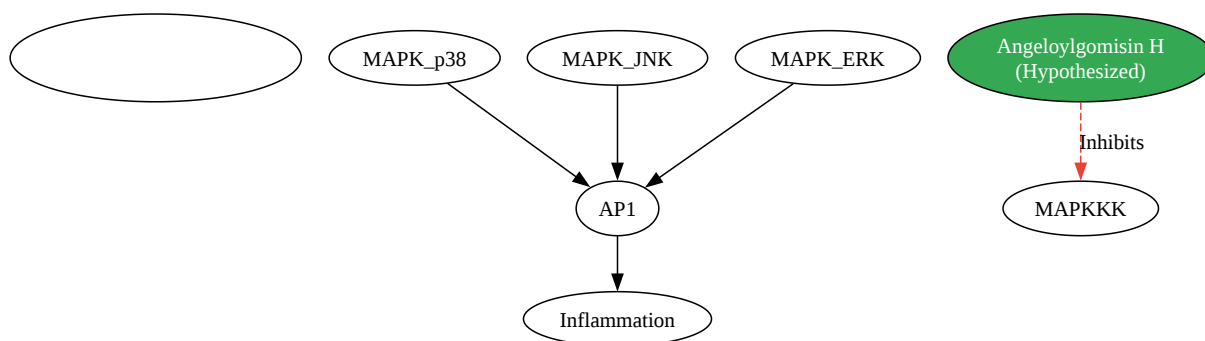 MAPK_p38
MAPK_JNK
MAPK_ERK
Angeloylgomisin H
(Hypothesized)
Inhibits
AP1
MAPKKK
Inflammation